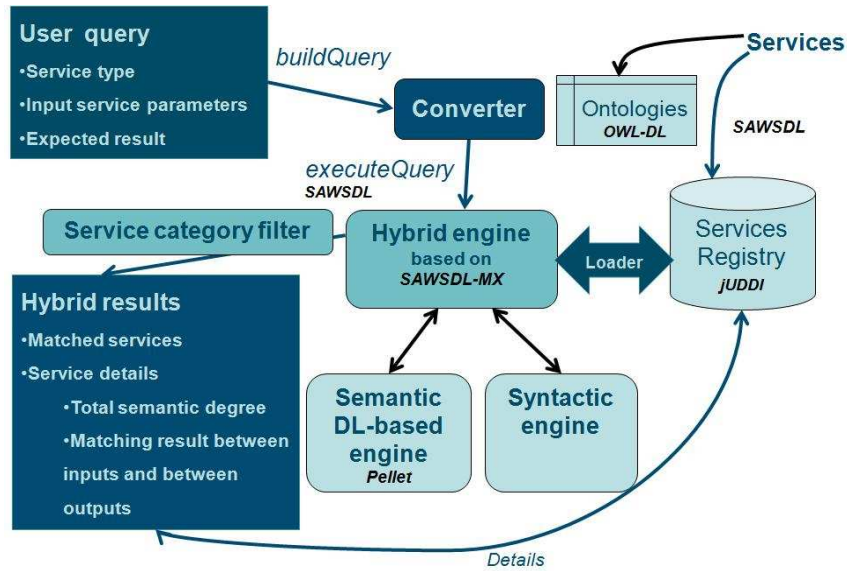 User query
•Service type
•Input service parameters
•Expected result
buildQuery
Converter
Ontologies
OWL-DL
Services
SAWSDL
executeQuery
SAWSDL
Service category filter
Hybrid engine
based on
SAWSDL-MX
Loader
Services
Registry
jUDDI
Hybrid results
•Matched services
•Service details
•Total semantic degree
•Matching result between
inputs and between
outputs
Semantic
DL-based
engine
Pellet
Syntactic
engine
Details